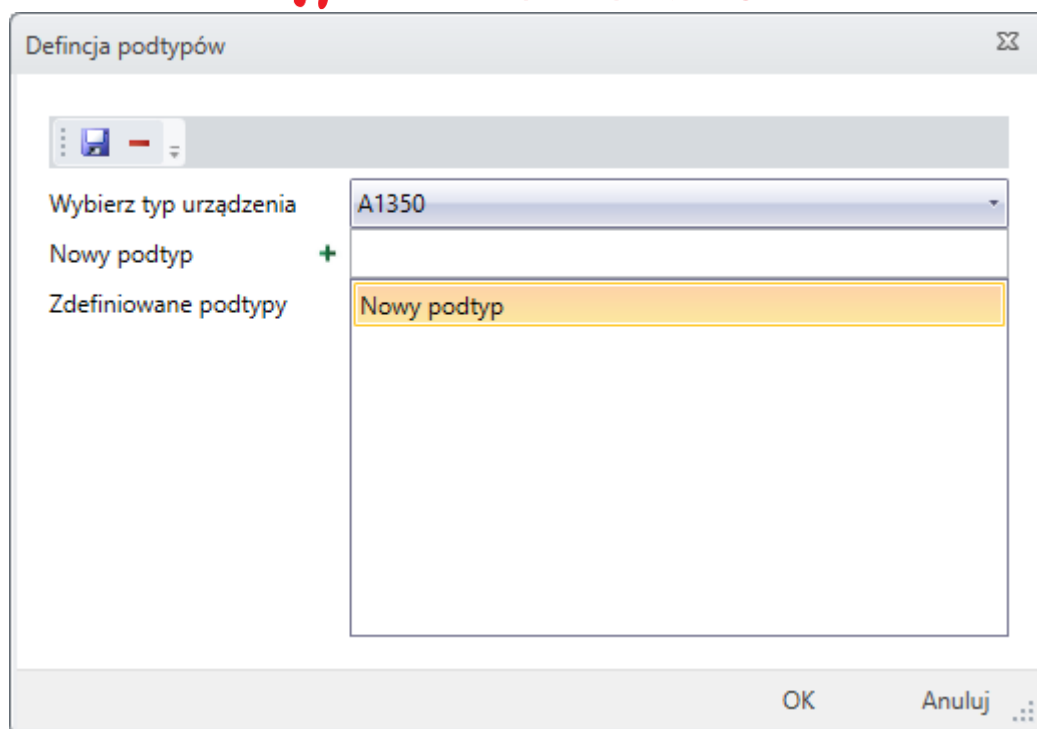 Defincja podtypów
Wybierz typ urządzenia A1350
Nowy podtyp
Zdefiniowane podtypy Nowy podtyp
OK Anuluj